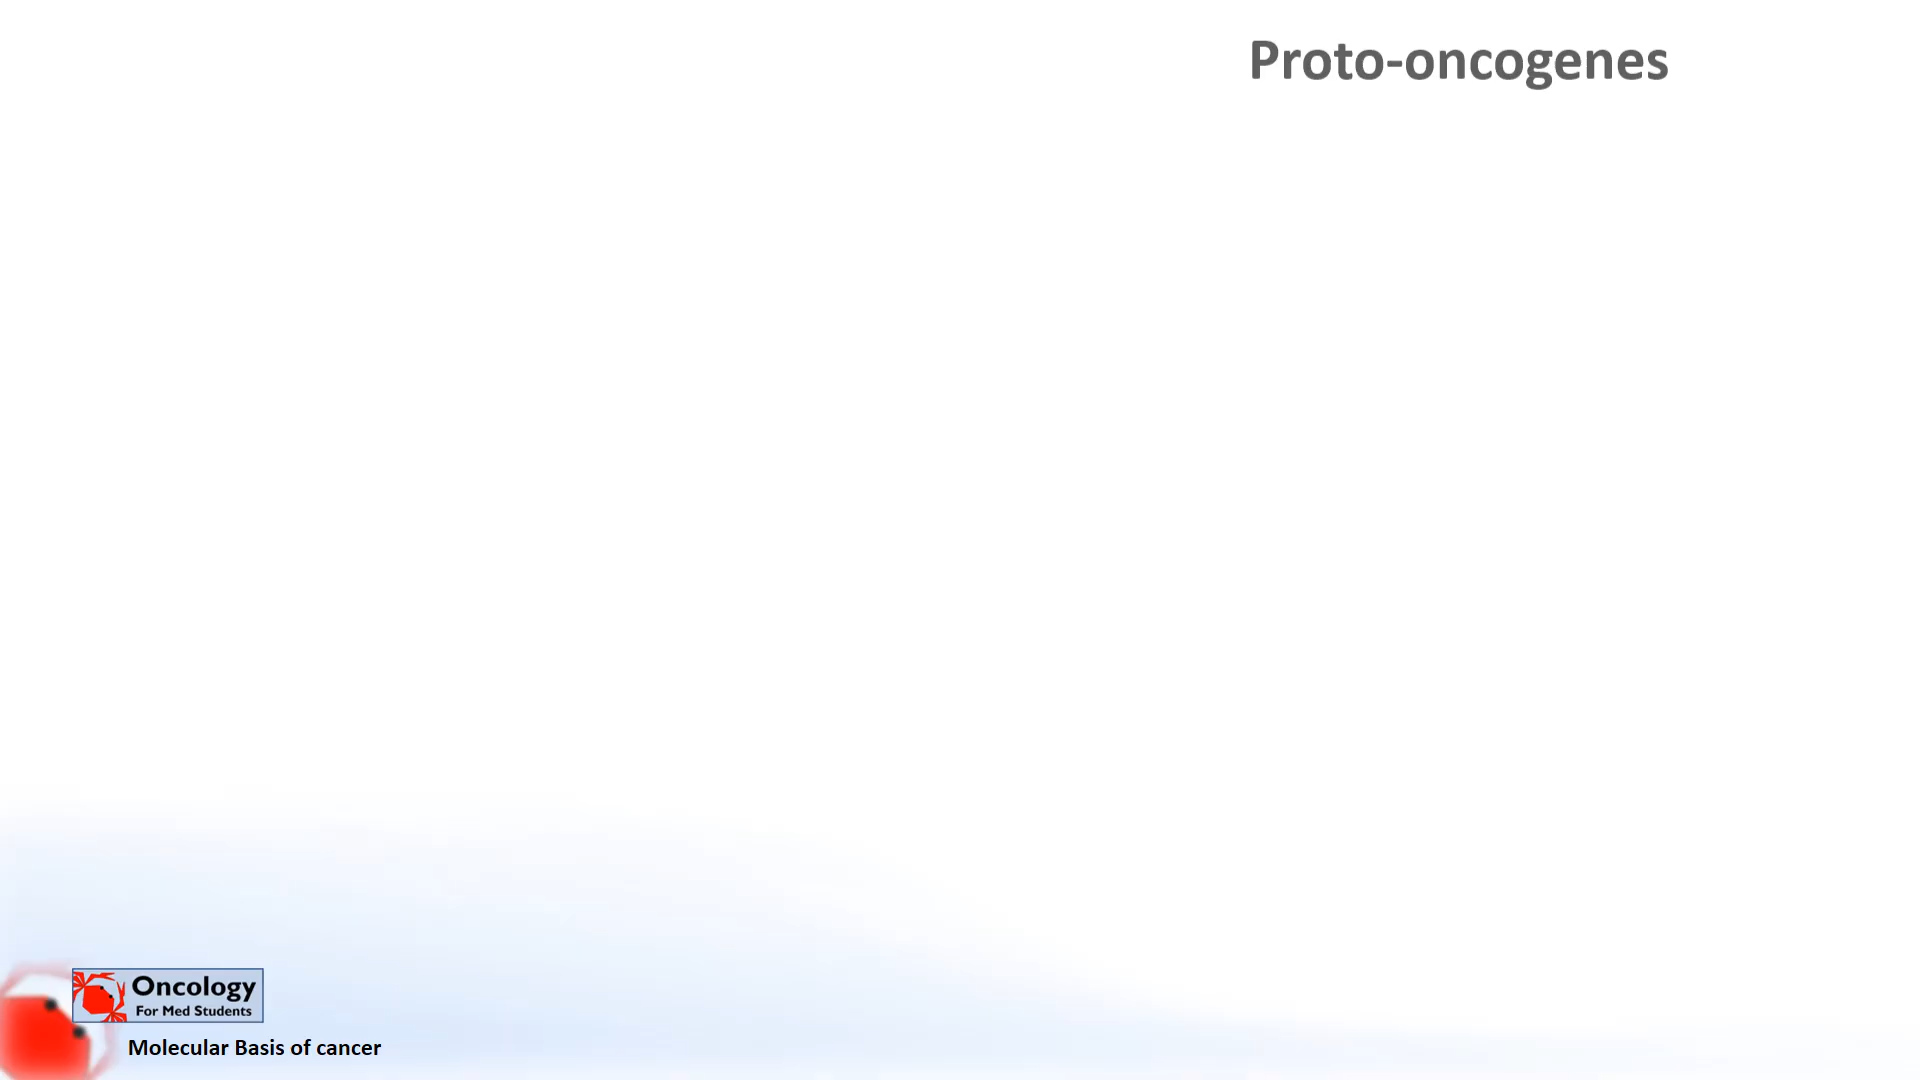 Proto-oncogenes
Oncology
For Med Students
Molecular Basis of cancer